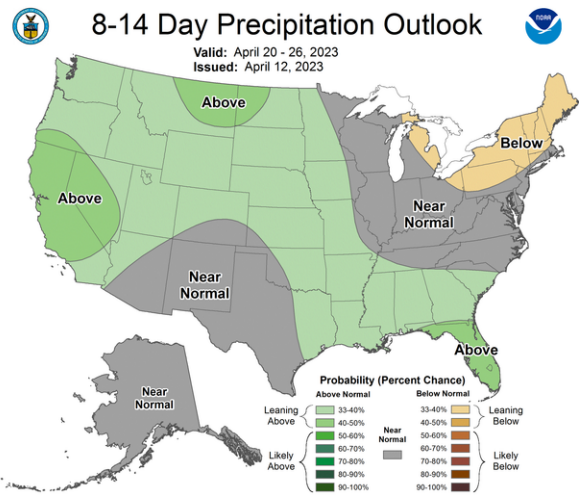 8-14 Day Precipitation Outlook
NOAA
Valid: April 20 - 26, 2023
Issued: April 12, 2023
Above
Below
Above
Near
Normal
Near
Normal
Above
Near
Normal
Probability (Percent Chance)
Above Normal
Below Normal
Leaning
Above
33-40%
40-50%
Likely
Above
50-60%
60-70%
70-80%
80-90%
90-100%
Near
Normal
33-40%
40-50%
Leaning
Below
50-60%
60-70%
70-80%
80-90%
90-100%
Likely
Below